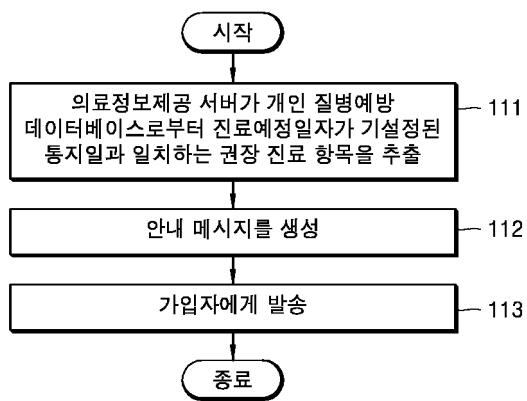 시작
의료정보제공 서버가 개인 질병예방
데이터베이스로부터 진료예정일자가 기설정된
통지일과 일치하는 권장 진료 항목을 추출
111
안내 메시지를 생성
112
가입자에게 발송
113
종료